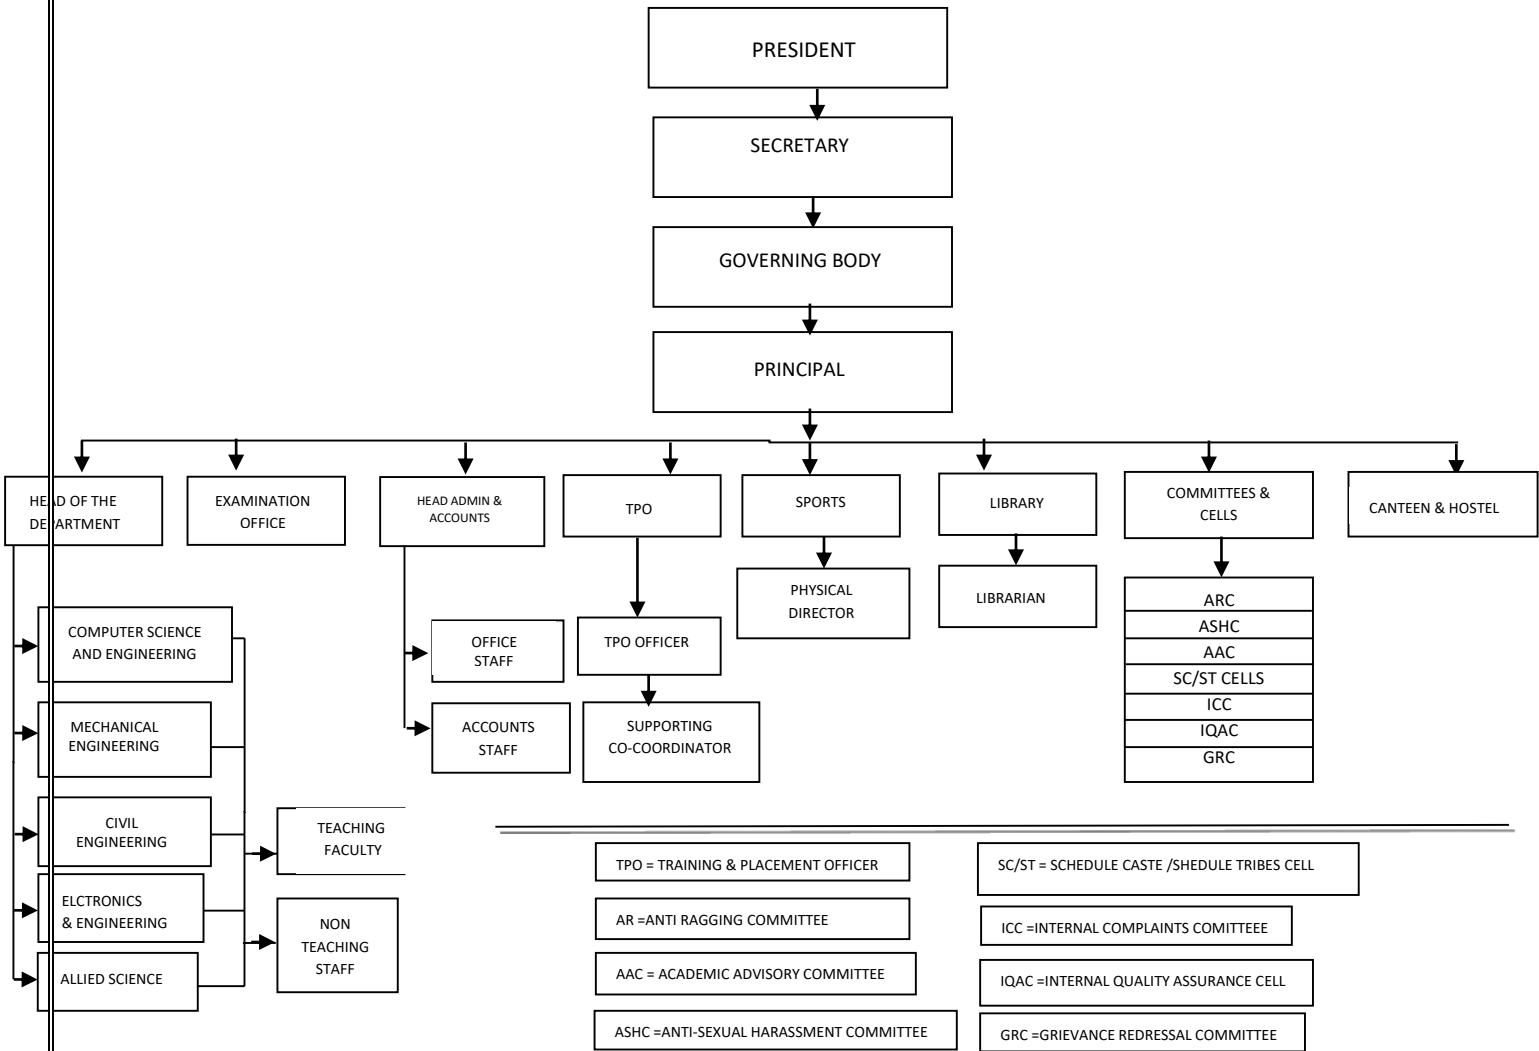 PRESIDENT
SECRETARY
GOVERNING BODY
PRINCIPAL
HEAD OF THE
DEPARTMENT
EXAMINATION
OFFICE
HEAD ADMIN &
ACCOUNTS
TPO
SPORTS
LIBRARY
COMMITTEES &
CELLS
CANTEEN & HOSTEL
PHYSICAL
DIRECTOR
LIBRARIAN
ARC
ASHC
AAC
SC/ST CELLS
ICC
IQAC
GRC
COMPUTER SCIENCE
AND ENGINEERING
OFFICE
STAFF
TPO OFFICER
MECHANICAL
ENGINEERING
ACCOUNTS
STAFF
SUPPORTING
CO-COORDINATOR
CIVIL
ENGINEERING
TEACHING
FACULTY
ELCTRONICS
& ENGINEERING
NON
TEACHING
STAFF
ALLIED SCIENCE
TPO = TRAINING & PLACEMENT OFFICER
SC/ST = SCHEDULE CASTE /SHEDULE TRIBES CELL
AR =ANTI RAGGING COMMITTEE
ICC =INTERNAL COMPLAINTS COMITTEEE
AAC = ACADEMIC ADVISORY COMMITTEE
IQAC =INTERNAL QUALITY ASSURANCE CELL
ASHC =ANTI-SEXUAL HARASSMENT COMMITTEE
GRC =GRIEVANCE REDRESSAL COMMITTEE